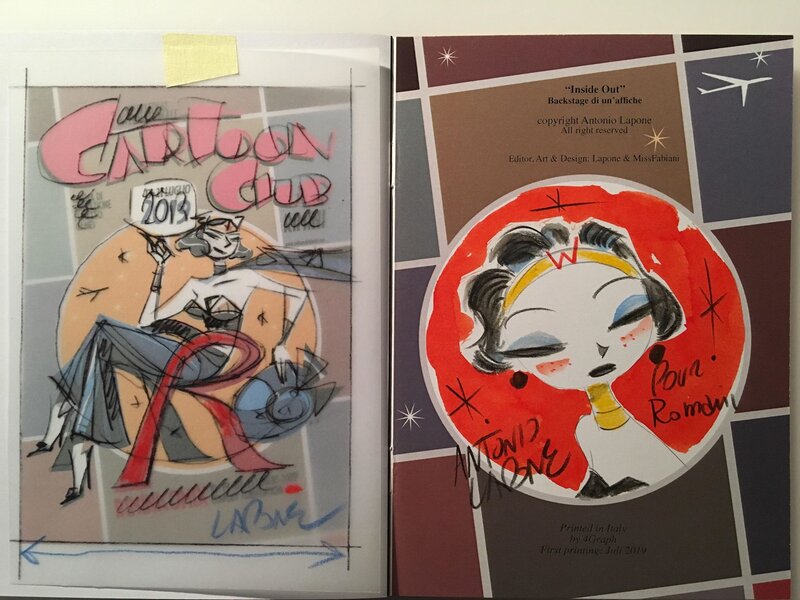 CARTOON
CLUB
LUGLIO
2013
LAPONE
“Inside Out”
Backstage di un’affiche
copyright Antonio Lapone
All right reserved
Editor, Art & Design: Lapone & MissFabiani
W
ANTONIO
LAPONE
POUR
Romain
Printed in Italy
by 4Graph
First printing: Juli 2019